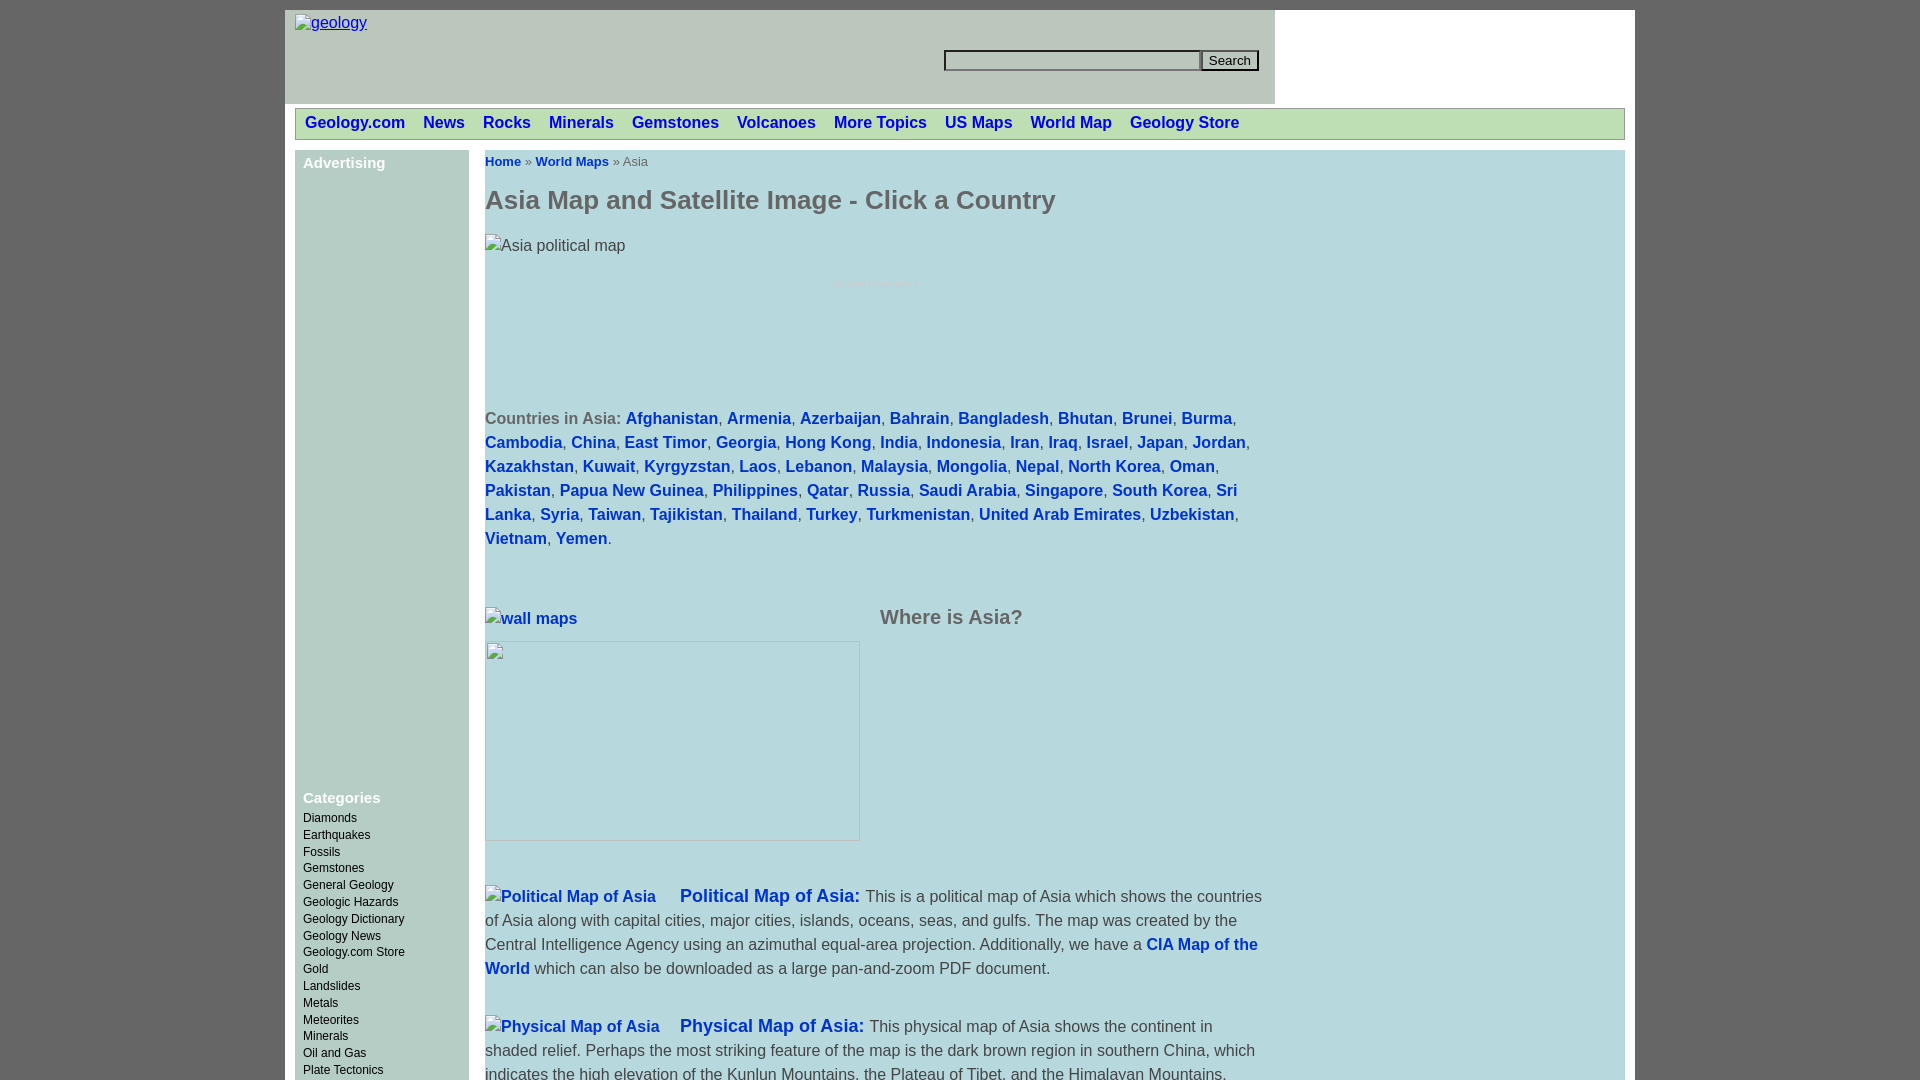 geology
Search
Geology.com News Rocks Minerals Gemstones Volcanoes More Topics US Maps World Map Geology Store
Advertising
Home » World Maps » Asia
Asia Map and Satellite Image - Click a Country
Asia political map
Countries in Asia: Afghanistan, Armenia, Azerbaijan, Bahrain, Bangladesh, Bhutan, Brunei, Burma,
Cambodia, China, East Timor, Georgia, Hong Kong, India, Indonesia, Iran, Iraq, Israel, Japan, Jordan,
Kazakhstan, Kuwait, Kyrgyzstan, Laos, Lebanon, Malaysia, Mongolia, Nepal, North Korea, Oman,
Pakistan, Papua New Guinea, Philippines, Qatar, Russia, Saudi Arabia, Singapore, South Korea, Sri
Lanka, Syria, Taiwan, Tajikistan, Thailand, Turkey, Turkmenistan, United Arab Emirates, Uzbekistan,
Vietnam, Yemen.
wall maps
Where is Asia?
Political Map of Asia Political Map of Asia: This is a political map of Asia which shows the countries
of Asia along with capital cities, major cities, islands, oceans, seas, and gulfs. The map was created by the
Central Intelligence Agency using an azimuthal equal-area projection. Additionally, we have a CIA Map of the
World which can also be downloaded as a large pan-and-zoom PDF document.
Physical Map of Asia Physical Map of Asia: This physical map of Asia shows the continent in
shaded relief. Perhaps the most striking feature of the map is the dark brown region in southern China, which
indicates the high elevation of the Kunlun Mountains, the Plateau of Tibet, and the Himalayan Mountains.
Categories
Diamonds
Earthquakes
Fossils
Gemstones
General Geology
Geologic Hazards
Geology Dictionary
Geology News
Geology.com Store
Gold
Landslides
Metals
Meteorites
Minerals
Oil and Gas
Plate Tectonics